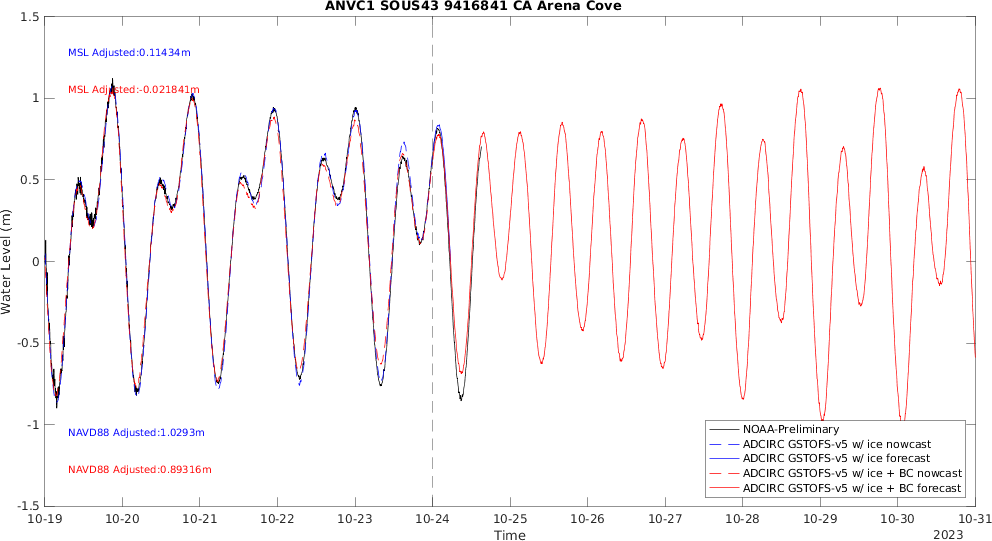 ANVC1 SOUS43 9416841 CA Arena Cove
1.5
MSL Adjusted:0.11434m
MSL Adjusted:-0.021841m
1
0.5
0
-0.5
-1
-1.5
Water Level (m)
NAVD88 Adjusted:1.0293m
NAVD88 Adjusted:0.89316m
NOAA-Preliminary
ADCIRC GSTOFS-v5 w/ ice nowcast
ADCIRC GSTOFS-v5 w/ ice forecast
ADCIRC GSTOFS-v5 w/ ice + BC nowcast
ADCIRC GSTOFS-v5 w/ ice + BC forecast
10-19 10-20 10-21 10-22 10-23 10-24 10-25 10-26 10-27 10-28 10-29 10-30 10-31
Time
2023